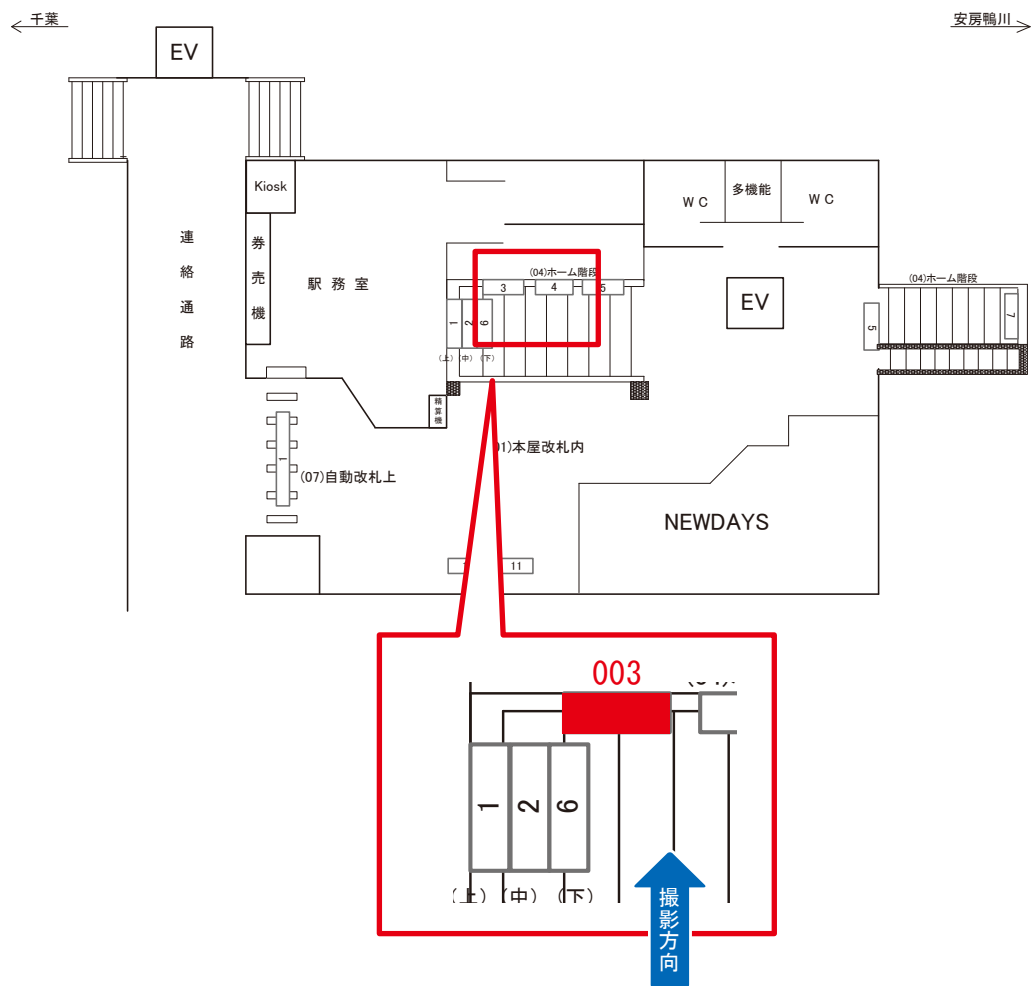 千葉
安房鴨川
EV
Kiosk
券売機
連絡通路
駅務室
ＷＣ
多機能
ＷＣ
(04)ホーム階段
3
4
5
1
2
6
(上)
(中)
(下)
EV
(04)ホーム階段
5
7
精算機
01)本屋改札内
1
(07)自動改札上
NEWDAYS
11
003
1
2
6
(上)
(中)
(下)
撮影方向